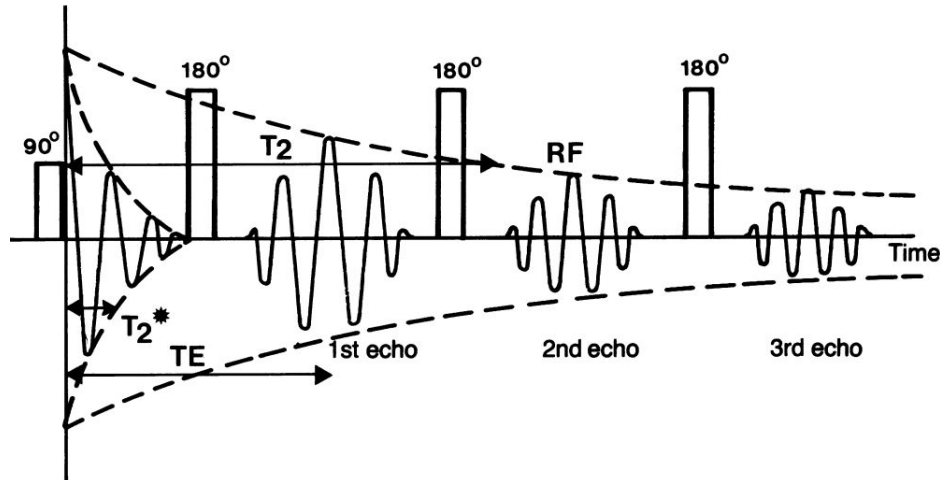 180°
180°
180°
90°
T2
RF
Time
T2*
TE
1st echo
2nd echo
3rd echo